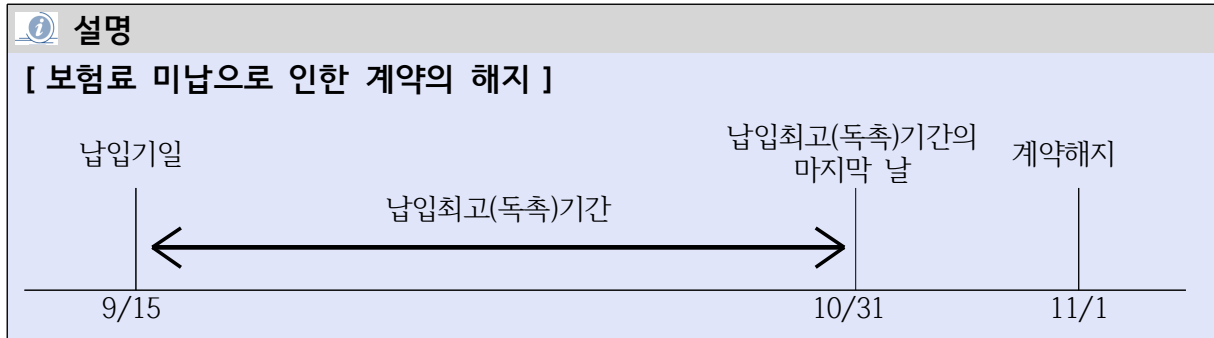 설명
[ 보험료 미납으로 인한 계약의 해지 ]
납입기일
납입최고(독촉)기간
납입최고(독촉)기간의
마지막 날
계약해지
9/15
10/31
11/1